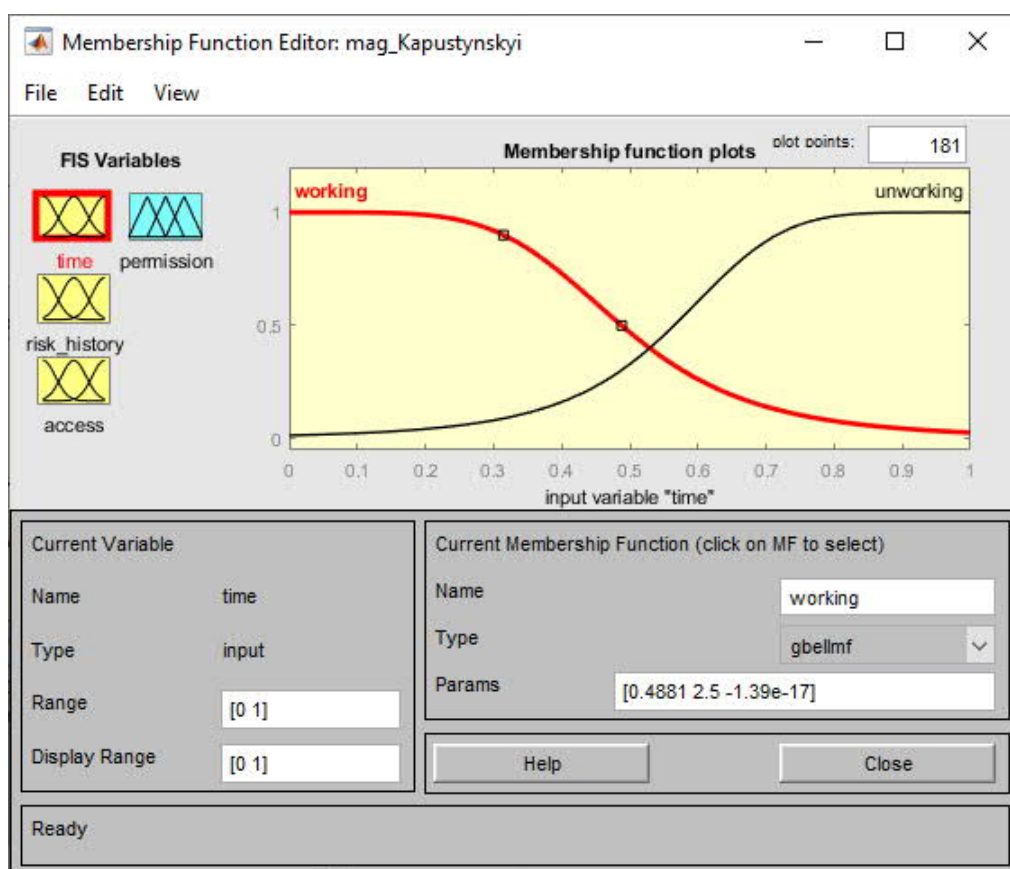 Membership Function Editor: mag_Kapustynskyi
File Edit View
FIS Variables
time
permission
risk_history
access
Membership function plots
plot points:
181
working
unworking
1
0.5
0
0 0.1 0.2 0.3 0.4 0.5 0.6 0.7 0.8 0.9 1
input variable "time"
Current Variable
Name time
Type input
Range [0 1]
Display Range [0 1]
Current Membership Function (click on MF to select)
Name working
Type gbellmf
Params [0.4881 2.5 -1.39e-17]
Help
Close
Ready